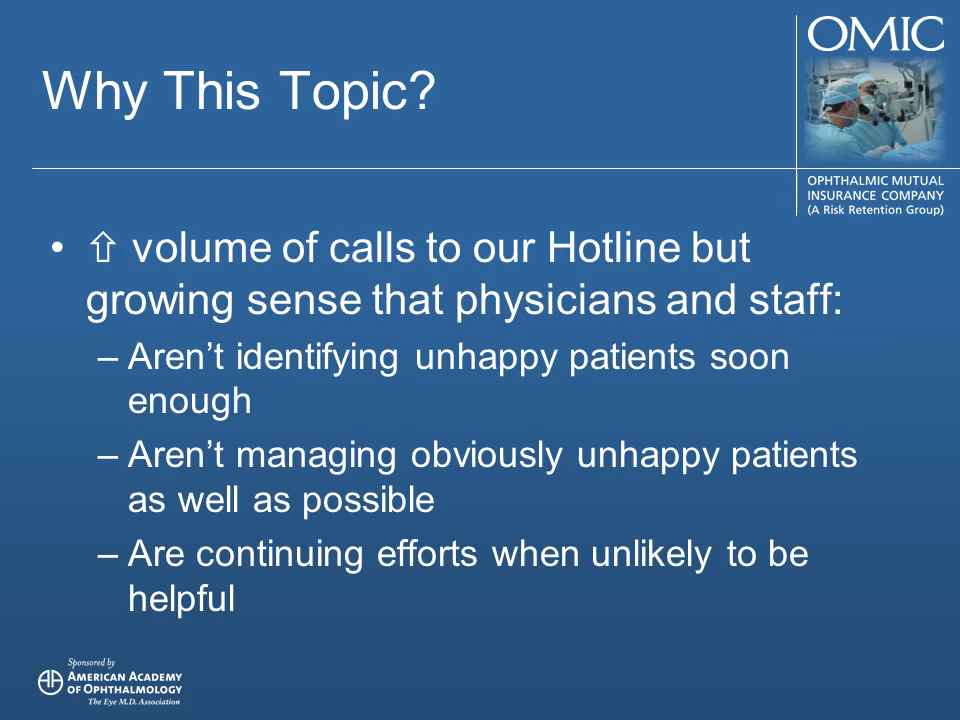 OMIC
Why This Topic?
OPHTHALMIC MUTUAL
INSURANCE COMPANY
(A Risk Retention Group)
• ⇧ volume of calls to our Hotline but
growing sense that physicians and staff:
– Aren’t identifying unhappy patients soon
enough
– Aren’t managing obviously unhappy patients
as well as possible
– Are continuing efforts when unlikely to be
helpful
Sponsored by
AMERICAN ACADEMY
OF OPHTHALMOLOGY
The Eye M.D. Association